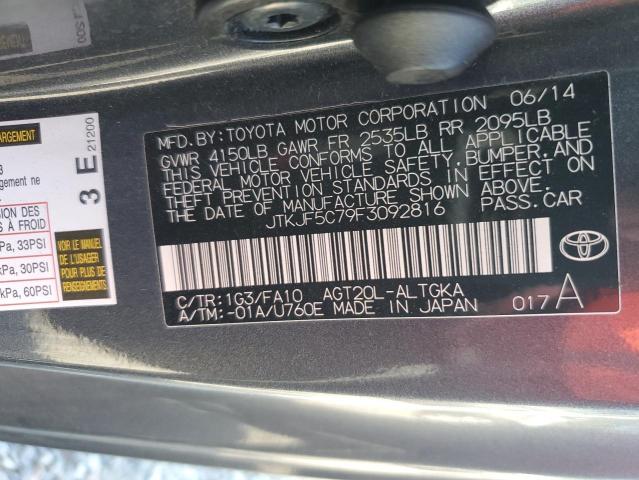 MFD. BY: TOYOTA MOTOR CORPORATION 06/14
GVWR 4150LB GAWR FR 2535LB RR 2095LB
THIS VEHICLE CONFORMS TO ALL APPLICABLE
FEDERAL MOTOR VEHICLE SAFETY, BUMPER, AND
THEFT PREVENTION STANDARDS IN EFFECT ON
THE DATE OF MANUFACTURE SHOWN ABOVE.
JTKJF5C79F3092816 PASS. CAR
C/TR: 1G3/FA10 AGT20L-ALTGKA
A/TM: -01A/U760E MADE IN JAPAN 017 A
argement
3 E 21200
gement ne
SION DES
S À FROID
Pa, 33PSI
kPa, 30PSI
kPa, 60PSI
VOIR LE MANUEL
DE L'USAGER
POUR PLUS DE
RENSEIGNEMENTS